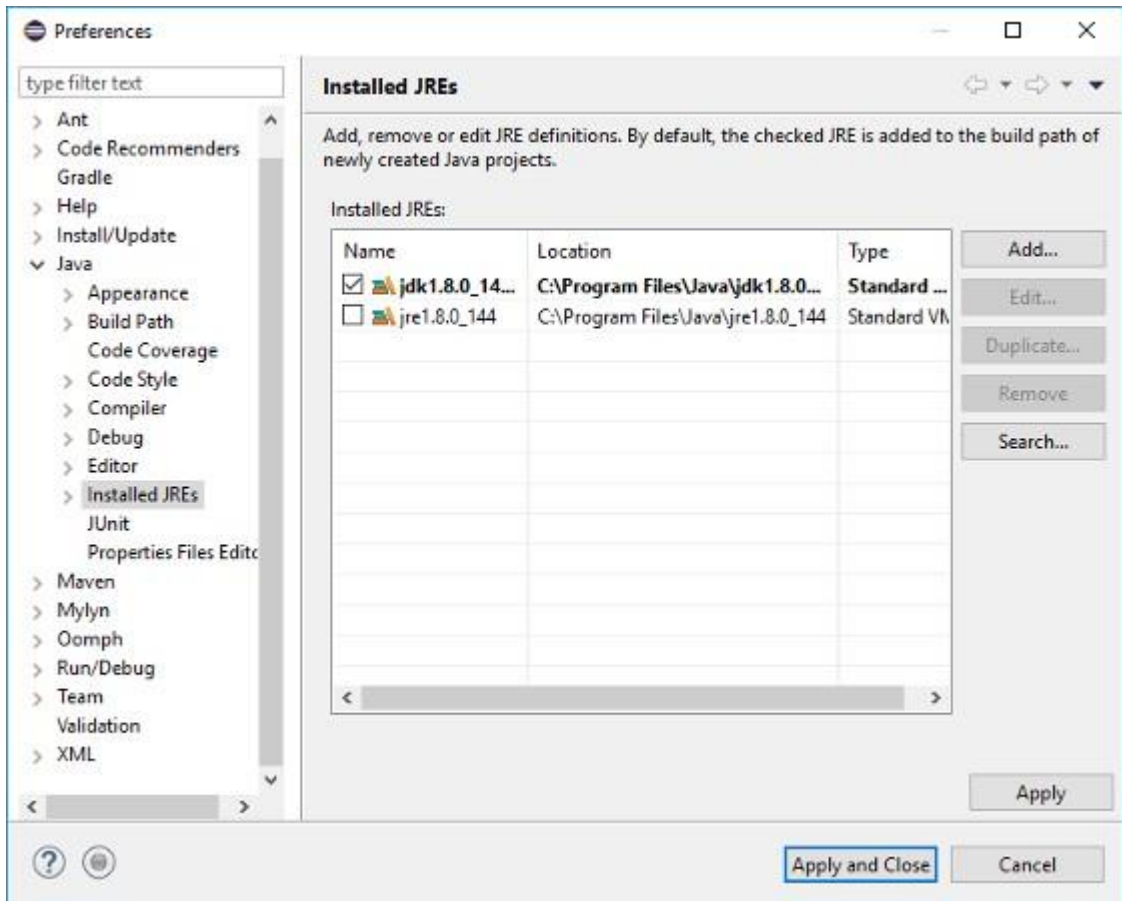 Preferences
type filter text
Ant
Code Recommenders
Gradle
Help
Install/Update
Java
Appearance
Build Path
Code Coverage
Code Style
Compiler
Debug
Editor
Installed JREs
JUnit
Properties Files Edito
Maven
Mylyn
Oomph
Run/Debug
Team
Validation
XML
Installed JREs
Add, remove or edit JRE definitions. By default, the checked JRE is added to the build path of
newly created Java projects.
Installed JREs:
Name Location Type
jdk1.8.0_14... C:\Program Files\Java\jdk1.8.0... Standard ...
jre1.8.0_144 C:\Program Files\Java\jre1.8.0_144 Standard VM
Add...
Edit...
Duplicate...
Remove
Search...
Apply
Apply and Close Cancel